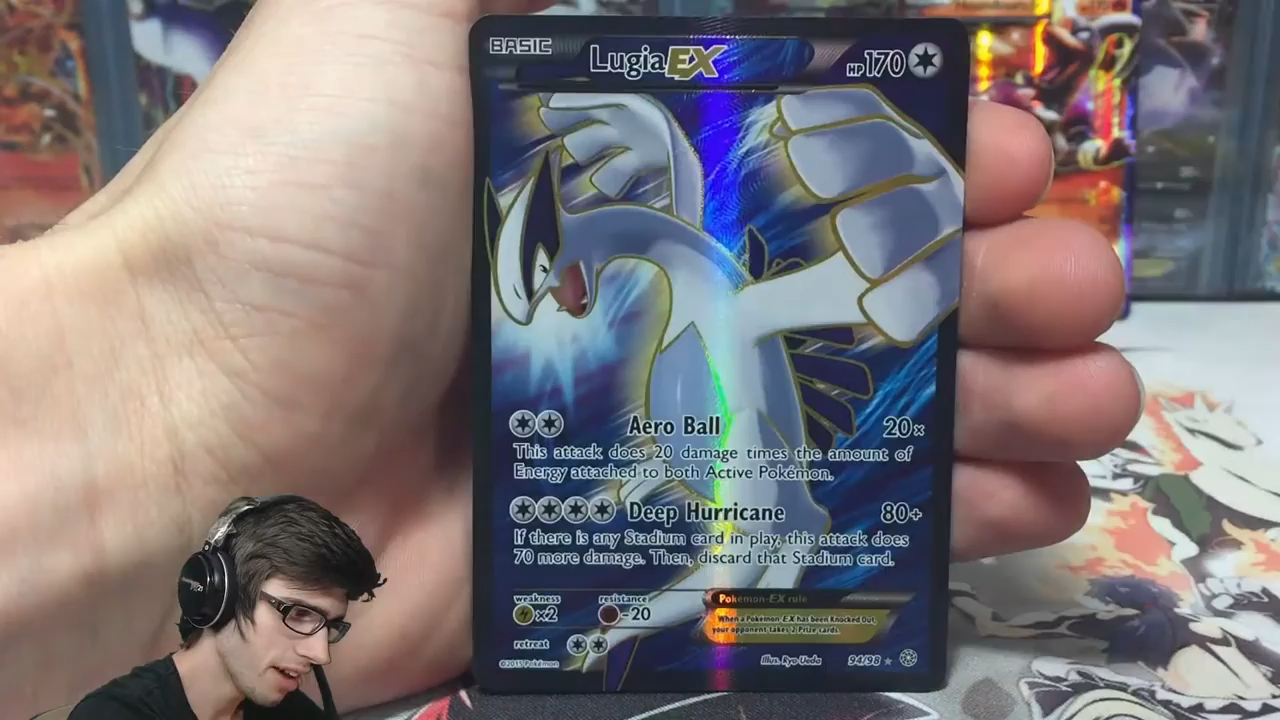 BASIC
LugiaEX
HP170
Aero Ball 20x
This attack does 20 damage times the amount of
Energy attached to both Active Pokémon.
Deep Hurricane 80+
If there is any Stadium card in play, this attack does
70 more damage. Then, discard that Stadium card.
weakness resistance
×2 -20
retreat
Pokémon-EX rule
When a Pokémon-EX has been Knocked Out,
your opponent takes 2 Prize cards.
©2015 Pokémon
Illus. Ryo Ueda
94/98